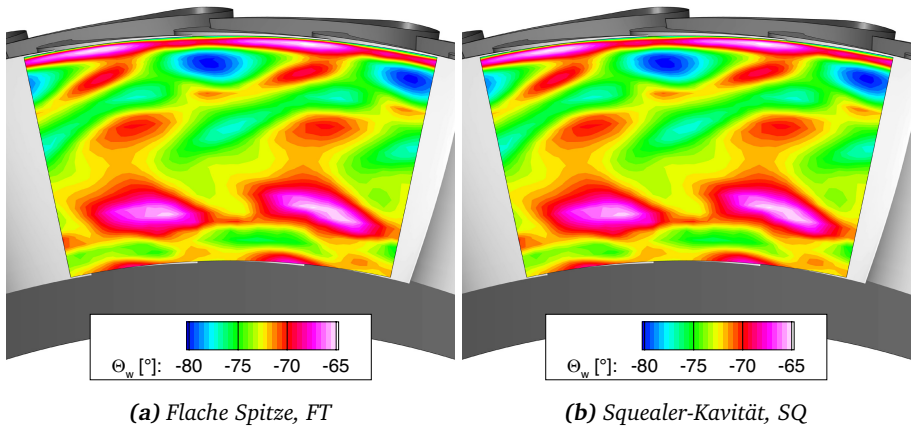 Θw [°]: -80 -75 -70 -65
Θw [°]: -80 -75 -70 -65
(a) Flache Spitze, FT
(b) Squealer-Kavität, SQ